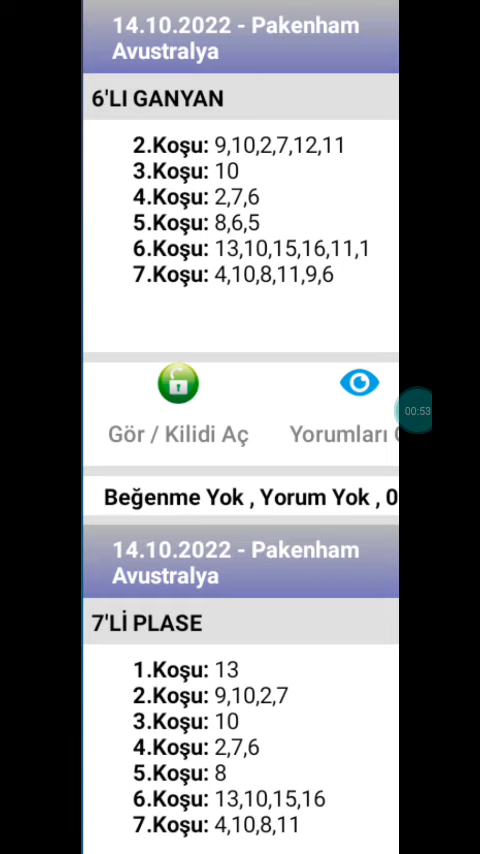 14.10.2022 - Pakenham
Avustralya
6'LI GANYAN
2.Koşu: 9,10,2,7,12,11
3.Koşu: 10
4.Koşu: 2,7,6
5.Koşu: 8,6,5
6.Koşu: 13,10,15,16,11,1
7.Koşu: 4,10,8,11,9,6
00:53
Gör / Kilidi Aç Yorumları
Beğenme Yok , Yorum Yok , 0
14.10.2022 - Pakenham
Avustralya
7'Lİ PLASE
1.Koşu: 13
2.Koşu: 9,10,2,7
3.Koşu: 10
4.Koşu: 2,7,6
5.Koşu: 8
6.Koşu: 13,10,15,16
7.Koşu: 4,10,8,11